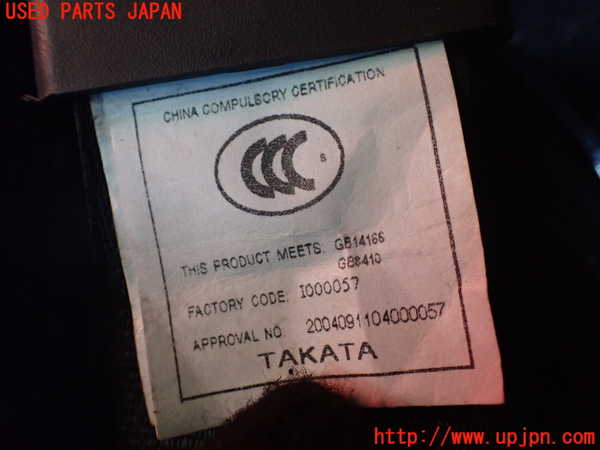 USED PARTS JAPAN
CHINA COMPULSORY CERTIFICATION
CCC S
THIS PRODUCT MEETS: GB14166
GB8410
FACTORY CODE: I000057
APPROVAL NO: 2004091104000057
TAKATA
http://www.upjpn.com